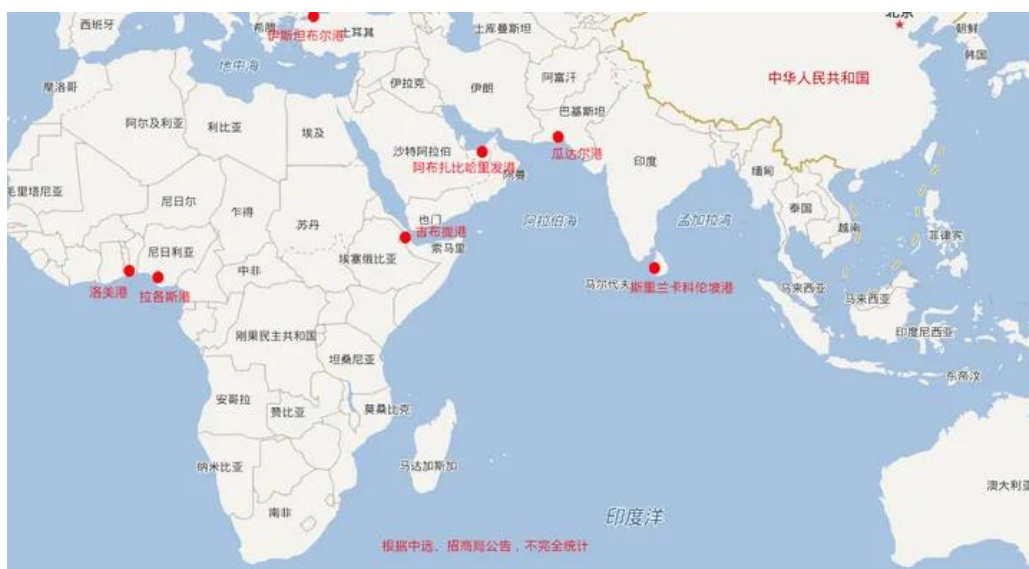 北京
西班牙
希腊
伊斯坦布尔港
土耳其
土库曼斯坦
朝鲜
韩国
地中海
摩洛哥
伊拉克
伊朗
阿富汗
中华人民共和国
阿尔及利亚
利比亚
埃及
巴基斯坦
沙特阿拉伯
阿布扎比哈里发港
瓜达尔港
印度
阿曼
缅甸
毛里塔尼亚
尼日尔
乍得
苏丹
也门
吉布提港
阿拉伯海
孟加拉湾
泰国
越南
菲律宾
尼日利亚
中非
埃塞俄比亚
索马里
洛美港
拉各斯港
马尔代夫
斯里兰卡科伦坡港
马来西亚
马来西亚
刚果民主共和国
坦桑尼亚
印度尼西亚
东帝汶
安哥拉
赞比亚
莫桑比克
纳米比亚
马达加斯加
澳大利亚
南非
印度洋
根据中远、招商局公告，不完全统计